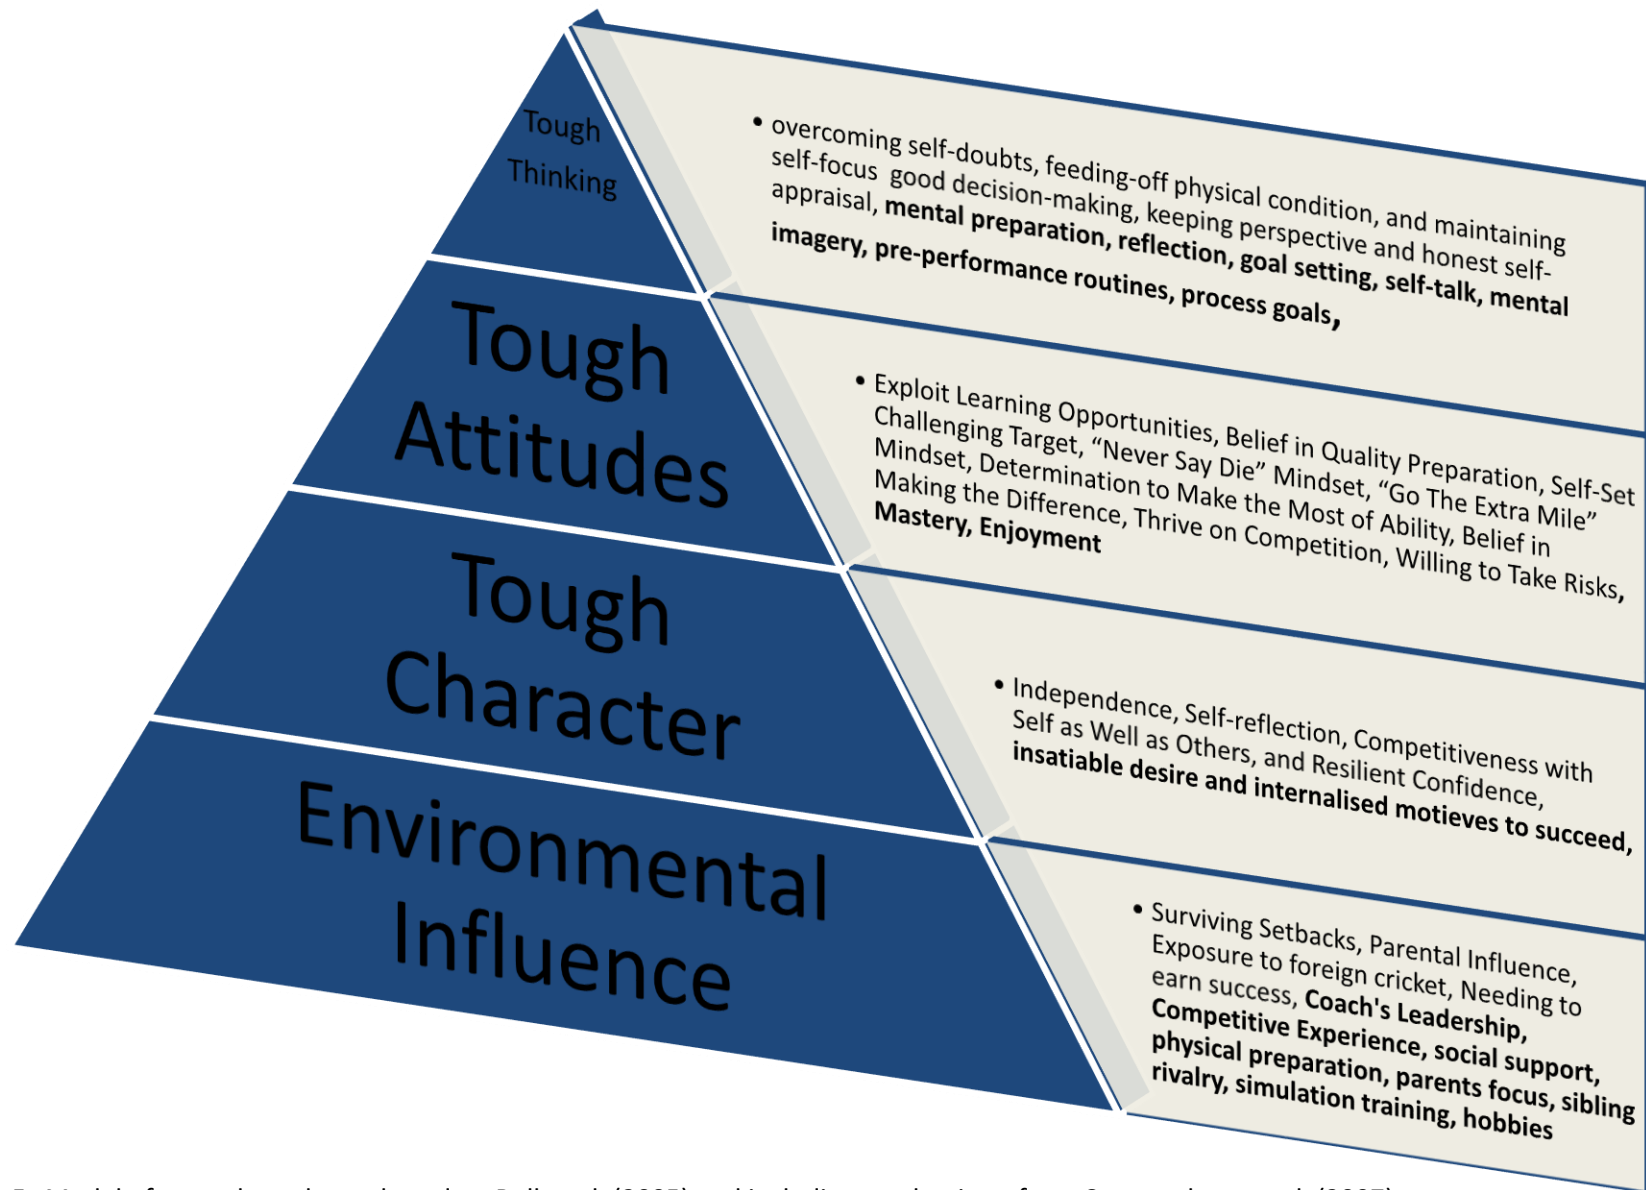 Tough
Thinking
• overcoming self-doubts, feeding-off physical condition, and maintaining
self-focus good decision-making, keeping perspective and honest self-
appraisal, mental preparation, reflection, goal setting, self-talk, mental
imagery, pre-performance routines, process goals,
Tough
Attitudes
• Exploit Learning Opportunities, Belief in Quality Preparation, Self-Set
Challenging Target, “Never Say Die” Mindset, “Go The Extra Mile”
Mindset, Determination to Make the Most of Ability, Belief in
Making the Difference, Thrive on Competition, Willing to Take Risks,
Mastery, Enjoyment
Tough
Character
• Independence, Self-reflection, Competitiveness with
Self as Well as Others, and Resilient Confidence,
insatiable desire and internalised motieves to succeed,
Environmental
Influence
• Surviving Setbacks, Parental Influence,
Exposure to foreign cricket, Needing to
earn success, Coach's Leadership,
Competitive Experience, social support,
physical preparation, parents focus, sibling
rivalry, simulation training, hobbies